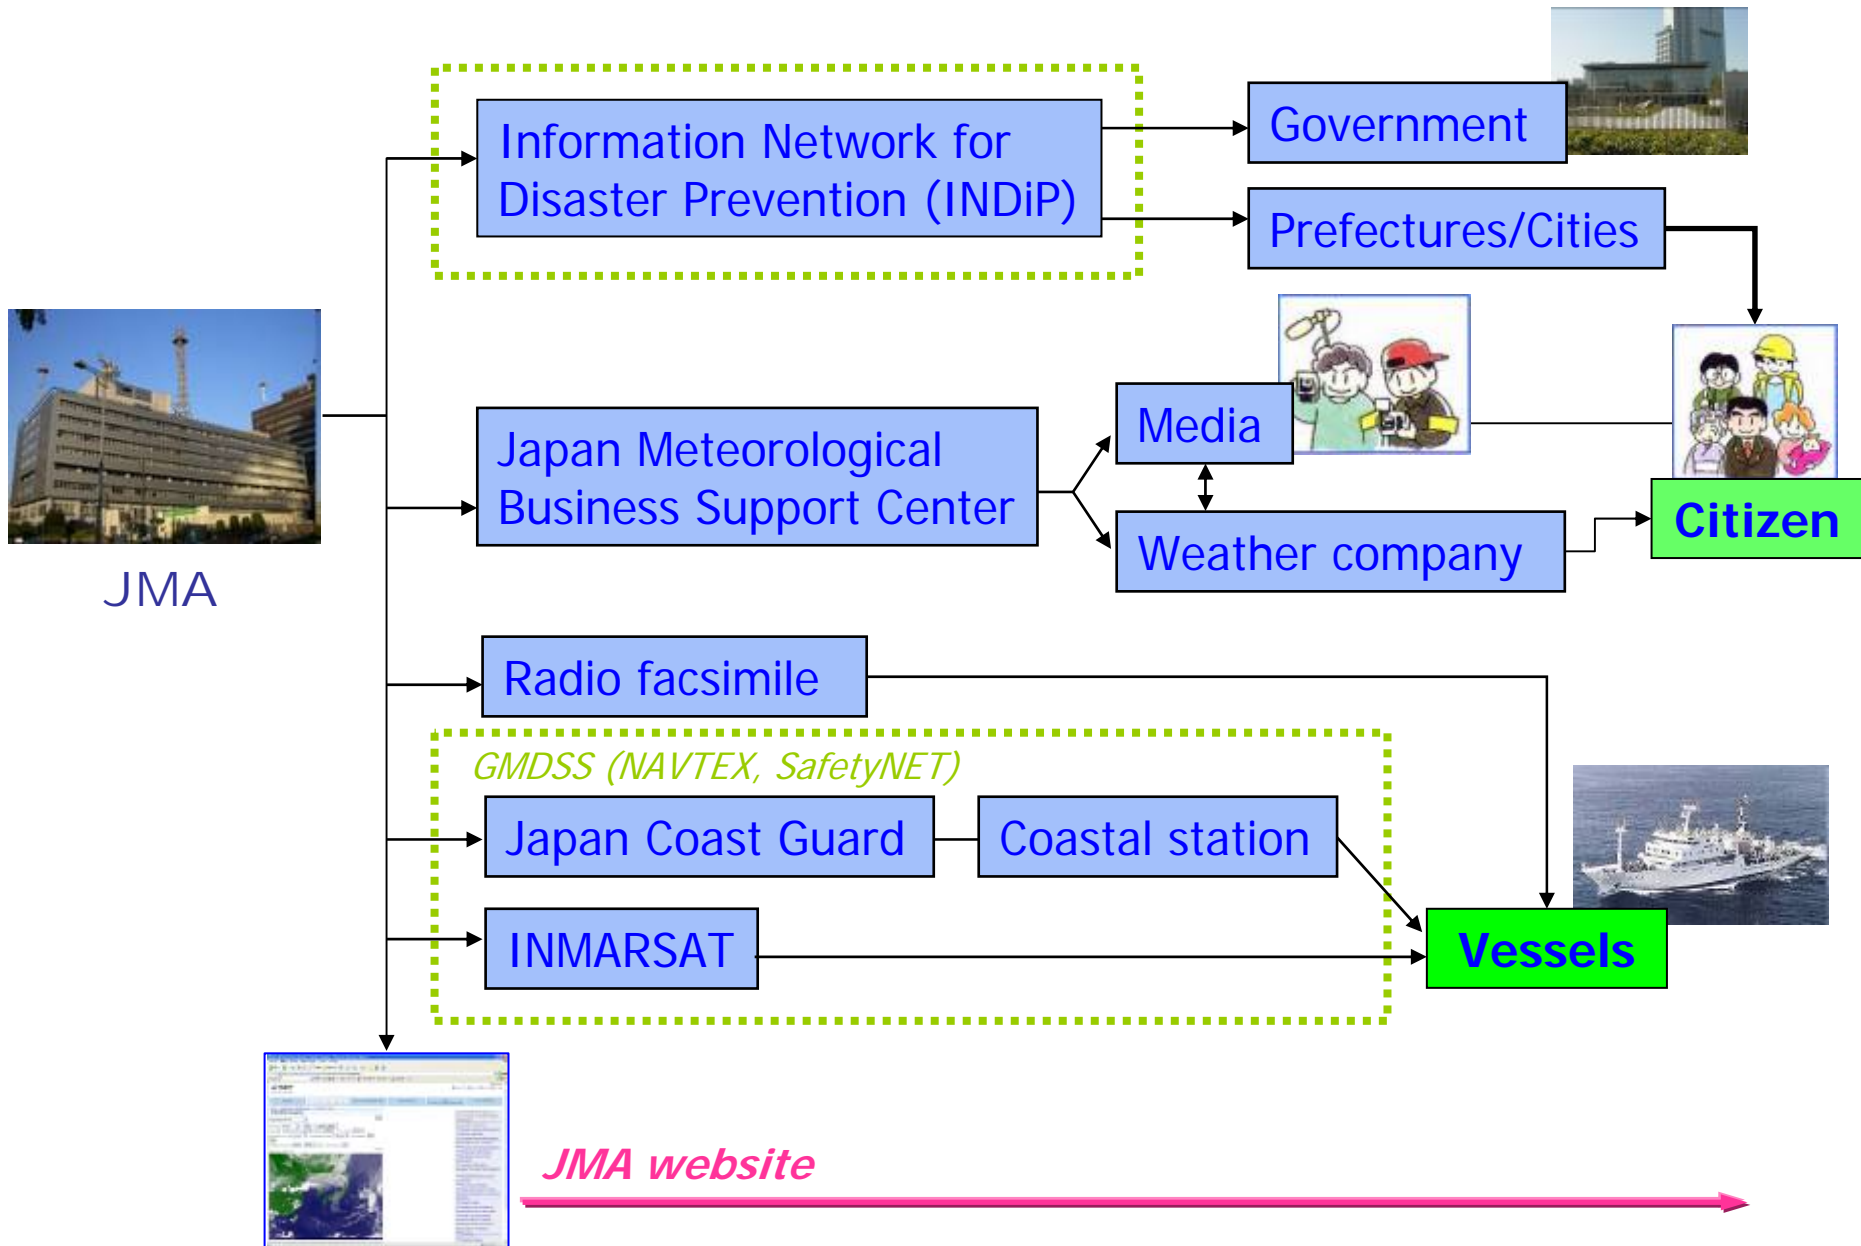 Information Network for
Disaster Prevention (INDiP)
Government
Prefectures/Cities
JMA
Japan Meteorological
Business Support Center
Media
Weather company
Citizen
Radio facsimile
GMDSS (NAVTEX, SafetyNET)
Japan Coast Guard
Coastal station
INMARSAT
Vessels
JMA website